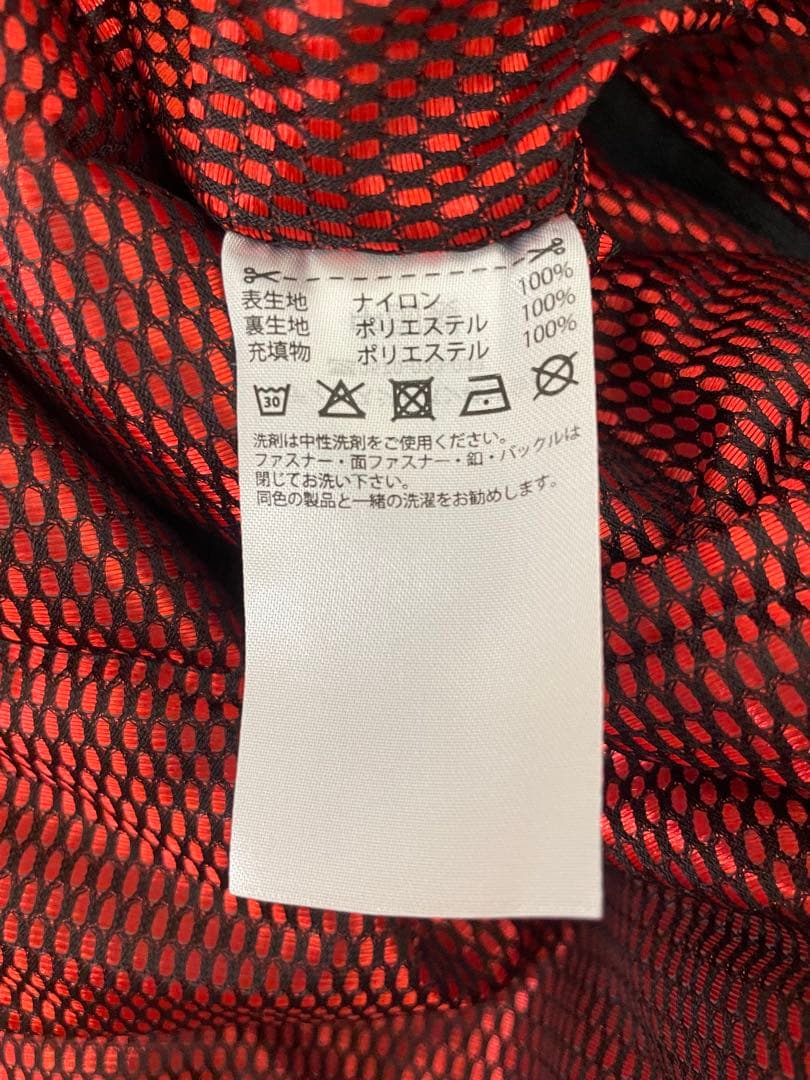 表生地 ナイロン 100%
裏生地 ポリエステル 100%
充填物 ポリエステル 100%
30
洗剤は中性洗剤をご使用ください。
ファスナー・面ファスナー・釦・バックルは
閉じてお洗い下さい。
同色の製品と一緒の洗濯をお勧めします。